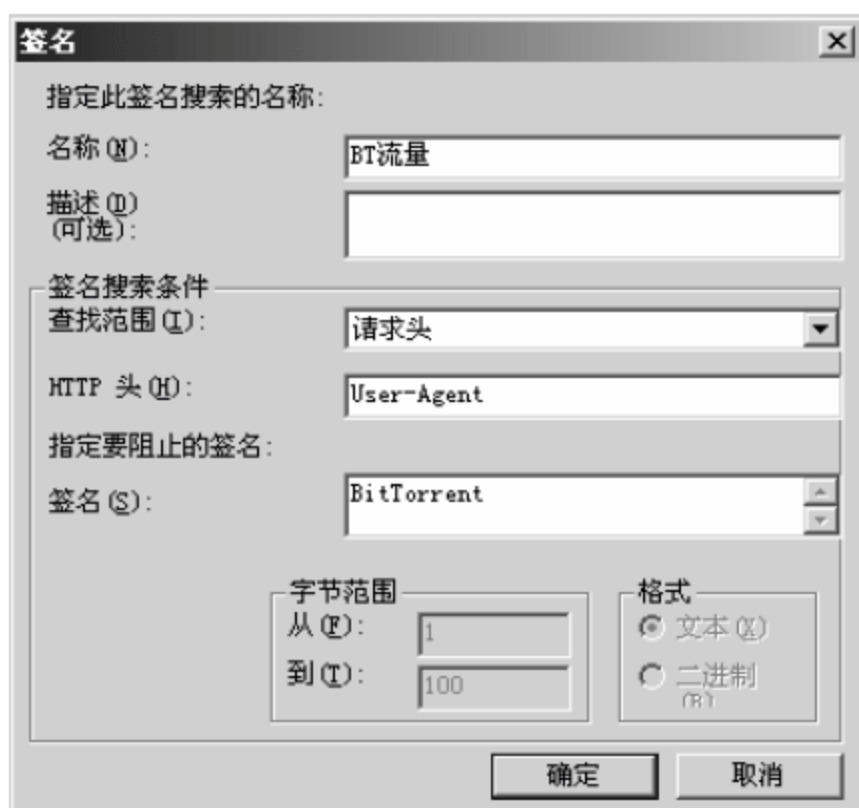 签名
指定此签名搜索的名称:
名称(N): BT流量
描述(D)
(可选):
签名搜索条件
查找范围(I): 请求头
HTTP 头(H): User-Agent
指定要阻止的签名:
签名(S): BitTorrent
字节范围 格式
从(F): 1 文本(X)
到(T): 100 二进制
(B)
确定 取消